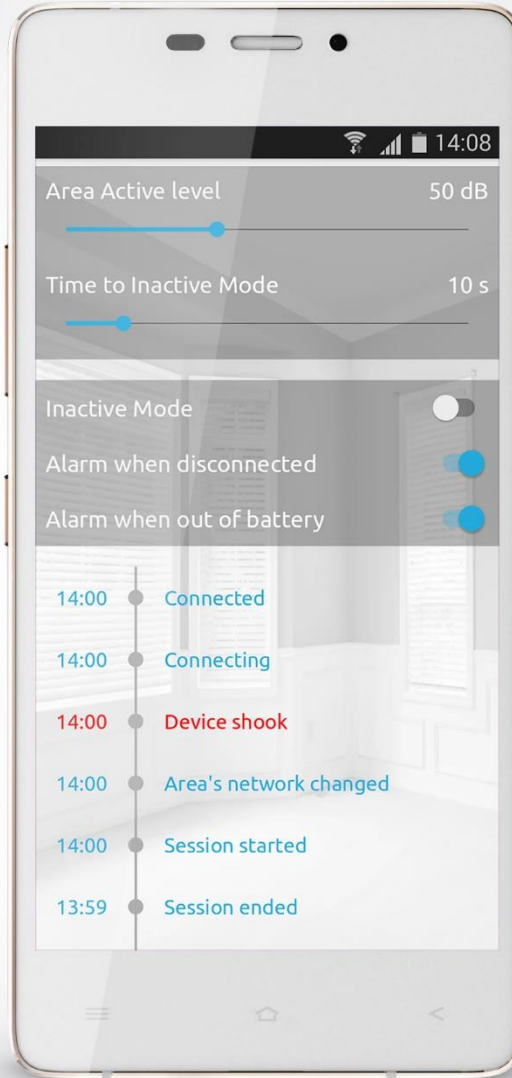 14:08
Area Active level 50 dB
Time to Inactive Mode 10 s
Inactive Mode
Alarm when disconnected
Alarm when out of battery
14:00 Connected
14:00 Connecting
14:00 Device shook
14:00 Area's network changed
14:00 Session started
13:59 Session ended